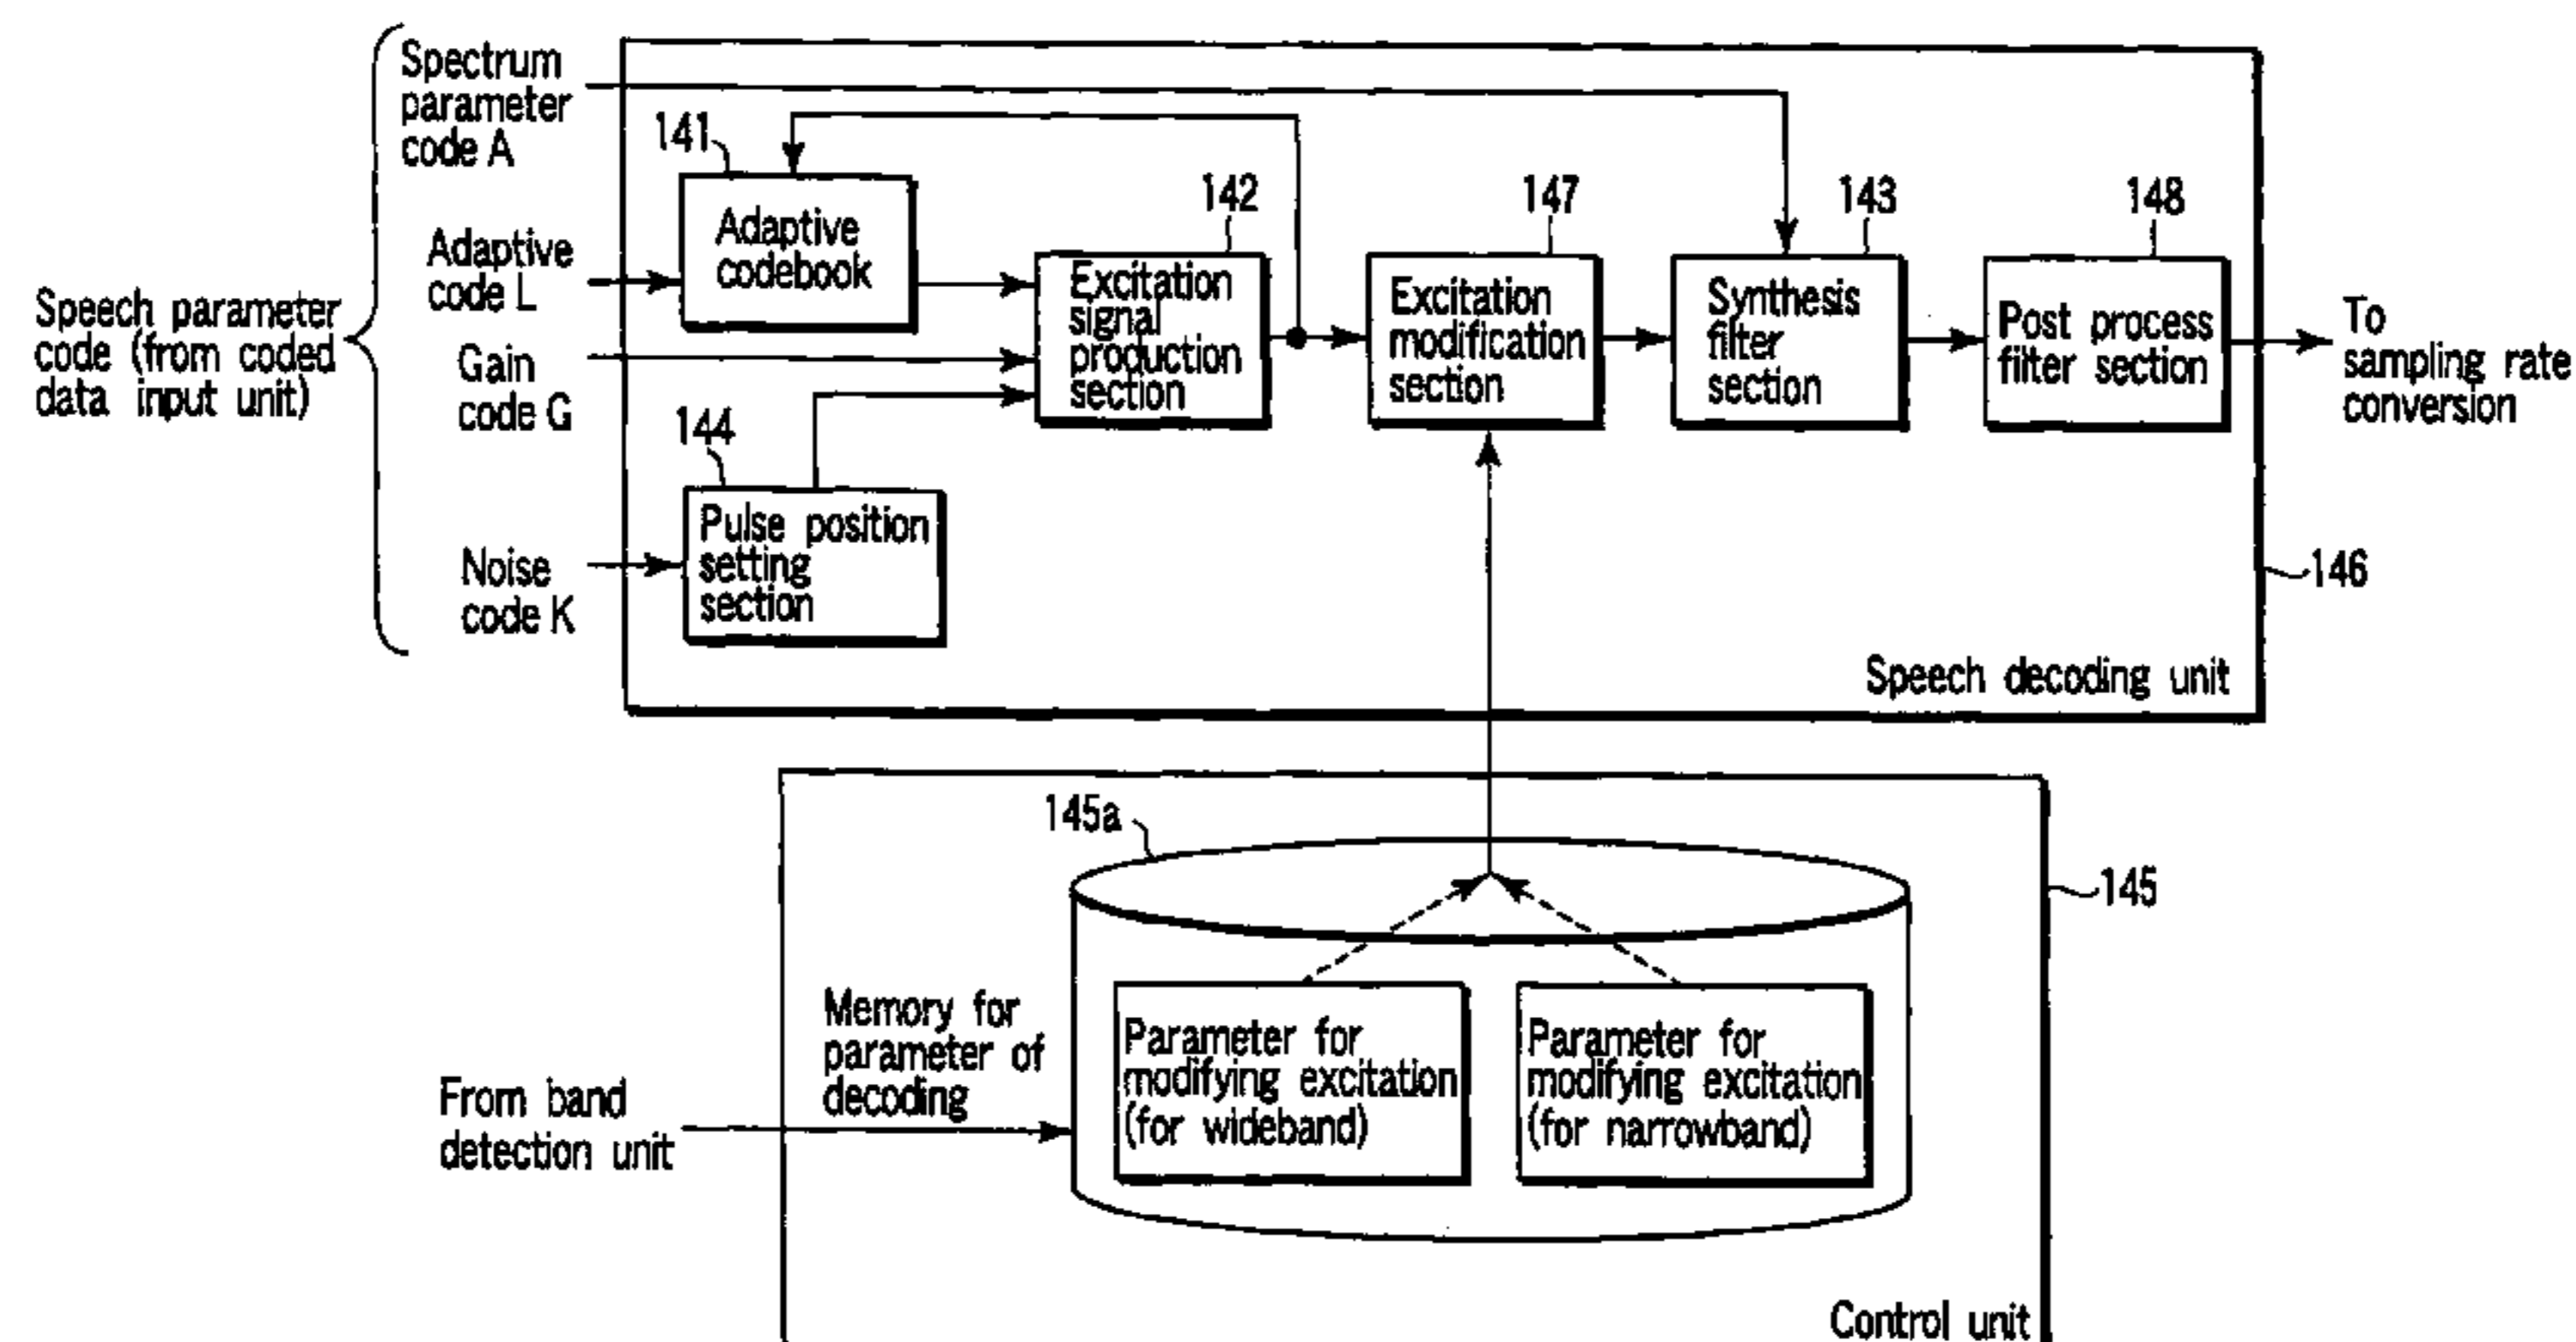 Spectrum
parameter
code A
141
Adaptive
codebook
142
147
143
148
Adaptive
code L
Speech parameter
code (from coded
data input unit)
Gain
code G
Excitation
signal
production
section
Excitation
modification
section
Synthesis
filter
section
Post process
filter section
To
sampling rate
conversion
144
Pulse position
setting
section
Noise
code K
146
Speech decoding unit
145a
145
Memory for
parameter of
decoding
From band
detection unit
Parameter for
modifying excitation
(for wideband)
Parameter for
modifying excitation
(for narrowband)
Control unit